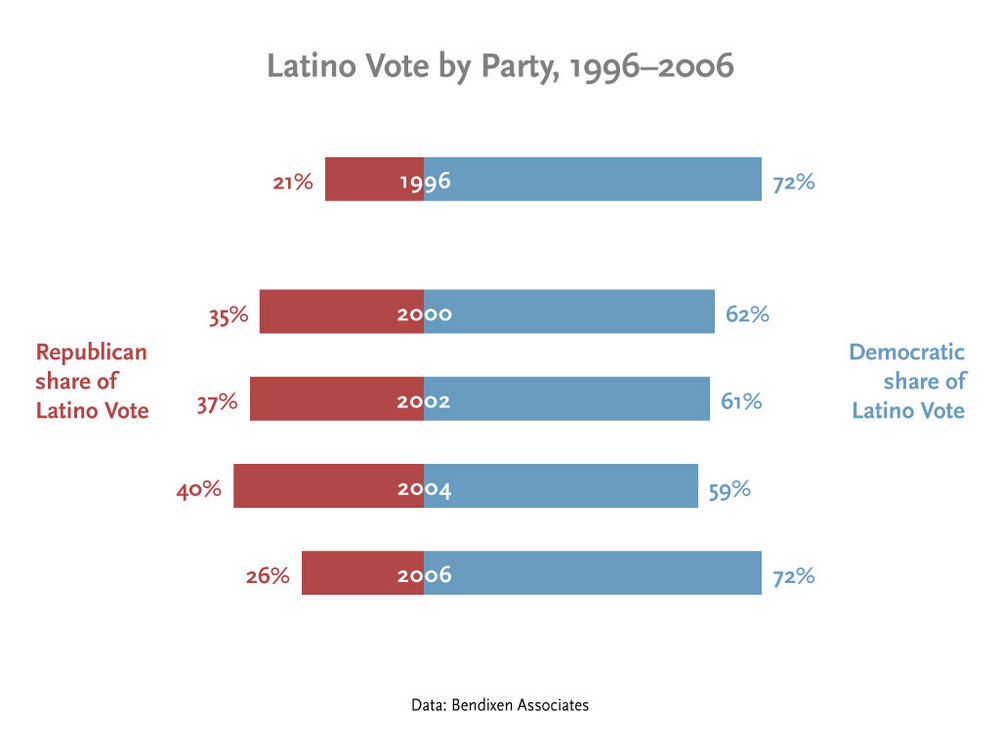 Latino Vote by Party, 1996–2006
21% 1996 72%
35% 2000 62%
Republican
share of
Latino Vote
Democratic
share of
Latino Vote
37% 2002 61%
40% 2004 59%
26% 2006 72%
Data: Bendixen Associates